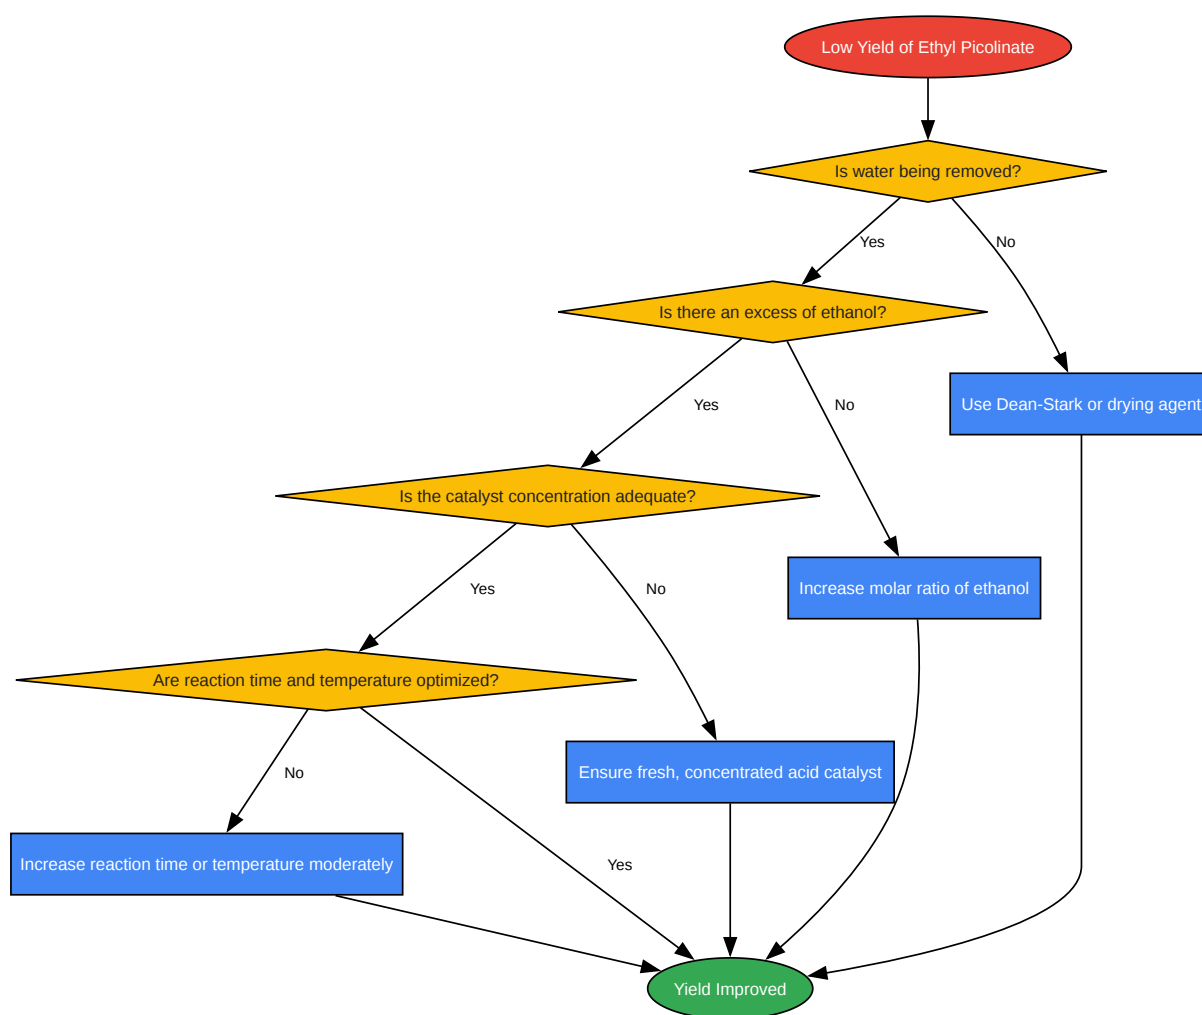 Low Yield of Ethyl Picolinate
Is water being removed?
Yes
No
Is there an excess of ethanol?
Yes
No
Use Dean-Stark or drying agent
Is the catalyst concentration adequate?
Yes
No
Increase molar ratio of ethanol
Are reaction time and temperature optimized?
No
Yes
Ensure fresh, concentrated acid catalyst
Increase reaction time or temperature moderately
Yield Improved